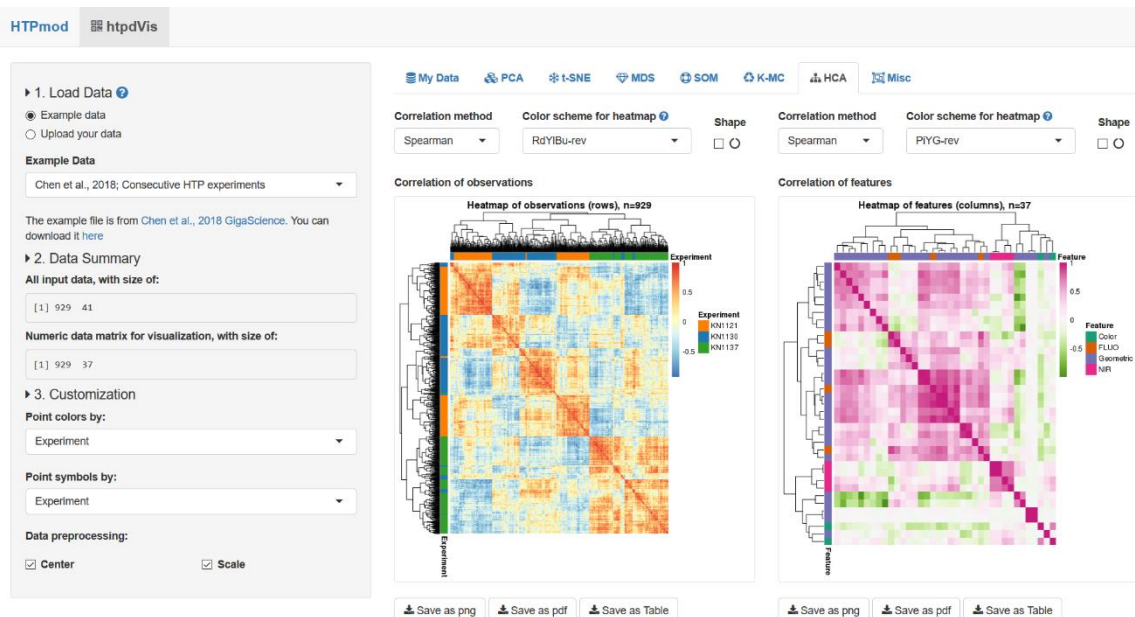 HTPmod htpdVis
1. Load Data
Example data
Upload your data
Example Data
Chen et al., 2018; Consecutive HTP experiments
The example file is from Chen et al., 2018 GigaScience. You can
download it here
2. Data Summary
All input data, with size of:
[1] 929 41
Numeric data matrix for visualization, with size of:
[1] 929 37
3. Customization
Point colors by:
Experiment
Point symbols by:
Experiment
Data preprocessing:
Center Scale
My Data PCA t-SNE MDS SOM K-MC HCA Misc
Correlation method Color scheme for heatmap Shape
Spearman RdYlBu-rev
Correlation of observations
Heatmap of observations (rows), n=929
Experiment
1
0.5
0
-0.5
Experiment
KN1121
KN1130
KN1137
Experiment
Save as png Save as pdf Save as Table
Correlation method Color scheme for heatmap Shape
Spearman PiYG-rev
Correlation of features
Heatmap of features (columns), n=37
Feature
1
0.5
0
-0.5
Feature
Color
FLUO
Geometric
NIR
Feature
Save as png Save as pdf Save as Table